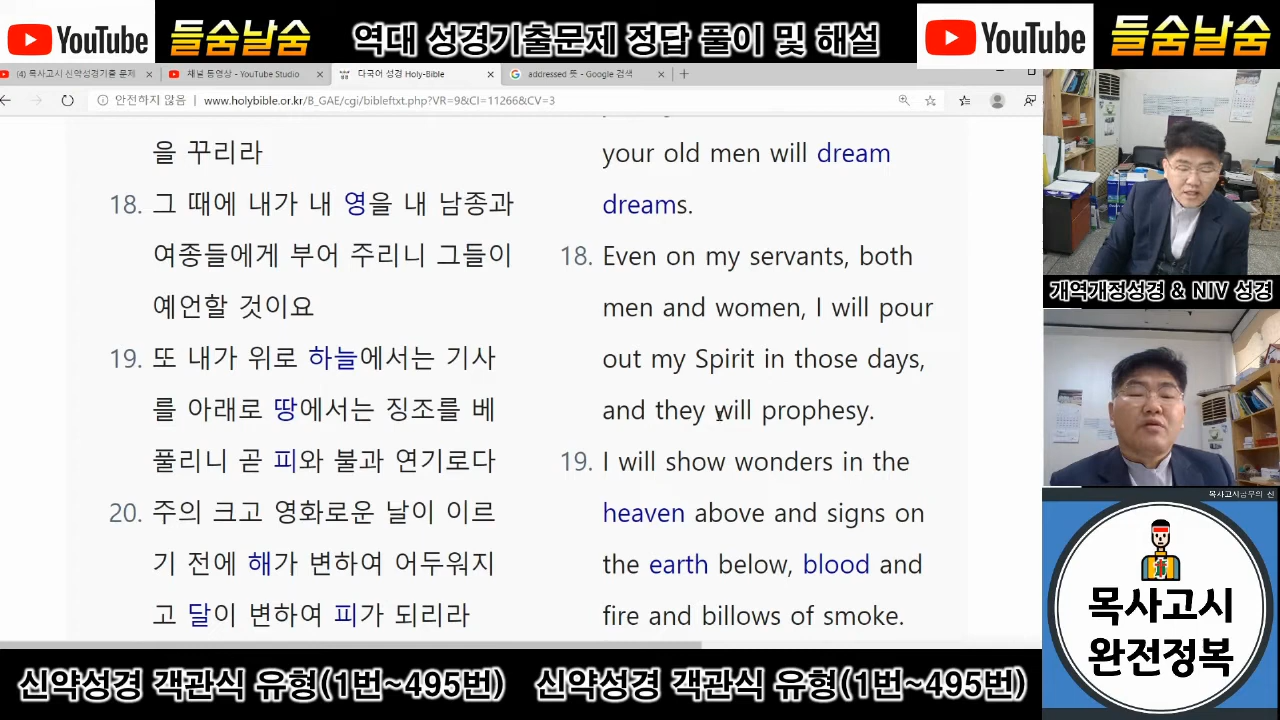 YouTube 들숨날숨 역대 성경기출문제 정답 풀이 및 해설 YouTube 들숨날숨
(4) 목사고시 신약성경기출 문제 × 채널 동영상 - YouTube Studio × 다국어 성경 Holy-Bible × addressed 뜻 - Google 검색 × +
안전하지 않음 | www.holybible.or.kr/B_GAE/cgi/bibleftxt.php?VR=9&CI=11266&CV=3
을 꾸리라
18. 그 때에 내가 내 영을 내 남종과
여종들에게 부어 주리니 그들이
예언할 것이요
19. 또 내가 위로 하늘에서는 기사
를 아래로 땅에서는 징조를 베
풀리니 곧 피와 불과 연기로다
20. 주의 크고 영화로운 날이 이르
기 전에 해가 변하여 어두워지
고 달이 변하여 피가 되리라
your old men will dream
dreams.
18. Even on my servants, both
men and women, I will pour
out my Spirit in those days,
and they will prophesy.
19. I will show wonders in the
heaven above and signs on
the earth below, blood and
fire and billows of smoke.
개역개정성경 & NIV 성경
목사고시공부의 신
목사고시
완전정복
신약성경 객관식 유형(1번~495번) 신약성경 객관식 유형(1번~495번)